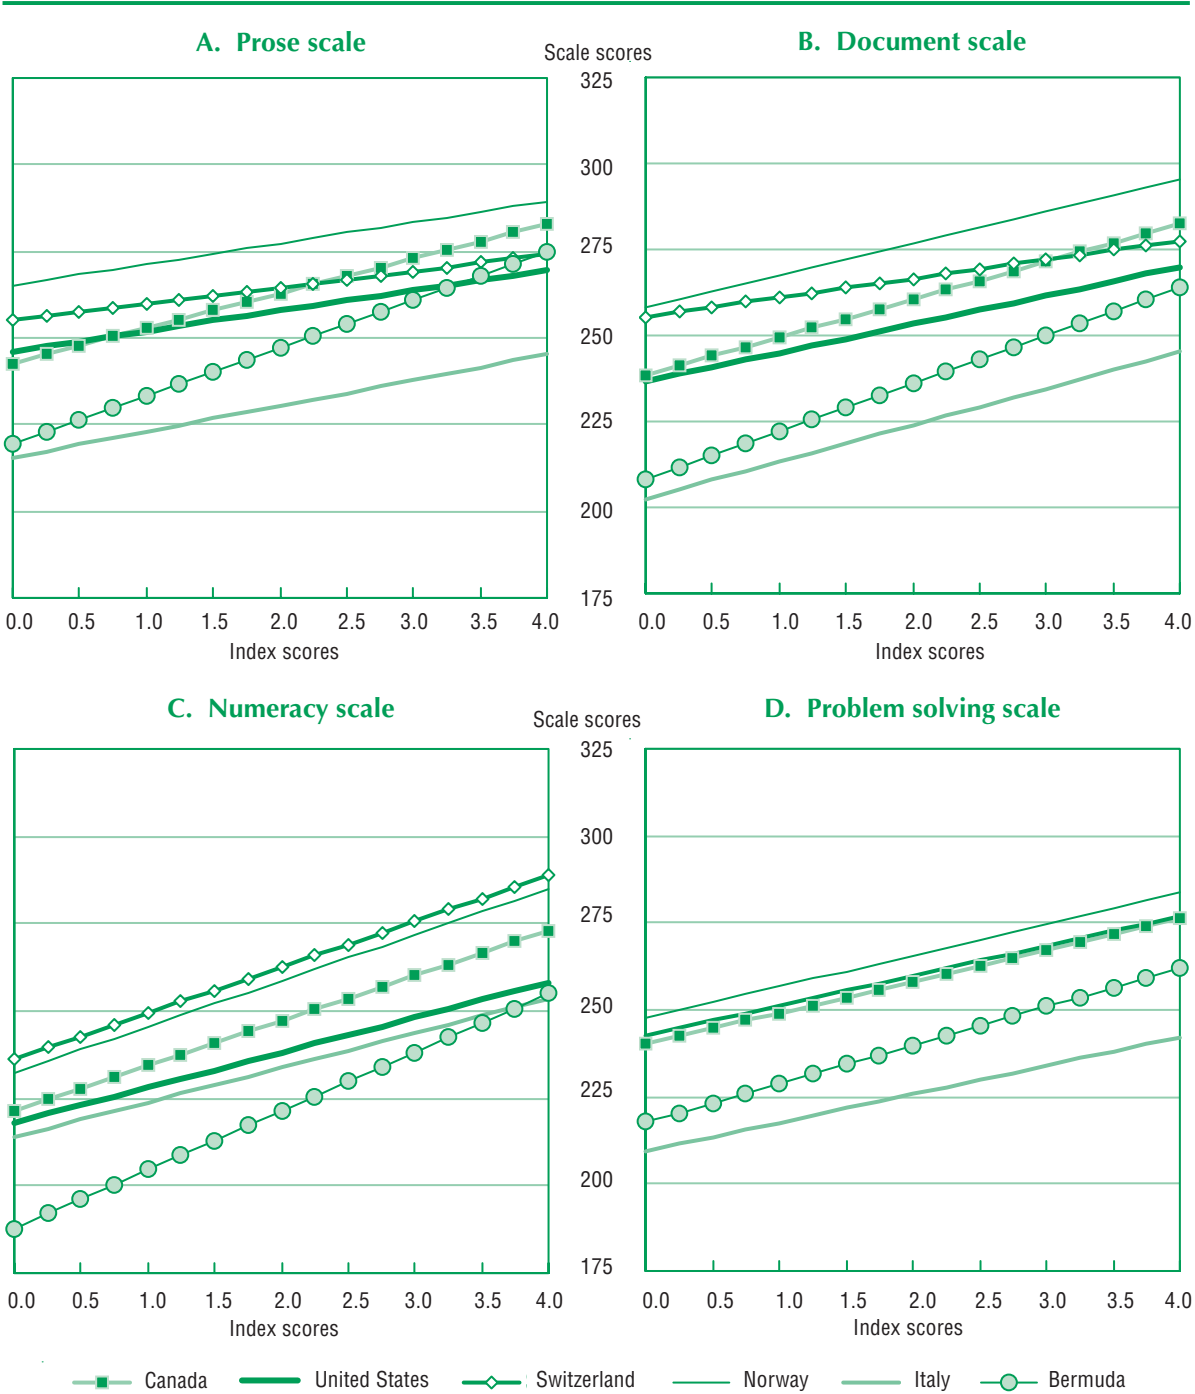 A. Prose scale
Scale scores
B. Document scale
325
300
275
250
225
200
175
0.0 0.5 1.0 1.5 2.0 2.5 3.0 3.5 4.0
0.0 0.5 1.0 1.5 2.0 2.5 3.0 3.5 4.0
Index scores
Index scores
C. Numeracy scale
Scale scores
D. Problem solving scale
325
300
275
250
225
200
175
0.0 0.5 1.0 1.5 2.0 2.5 3.0 3.5 4.0
0.0 0.5 1.0 1.5 2.0 2.5 3.0 3.5 4.0
Index scores
Index scores
Canada United States Switzerland Norway Italy Bermuda